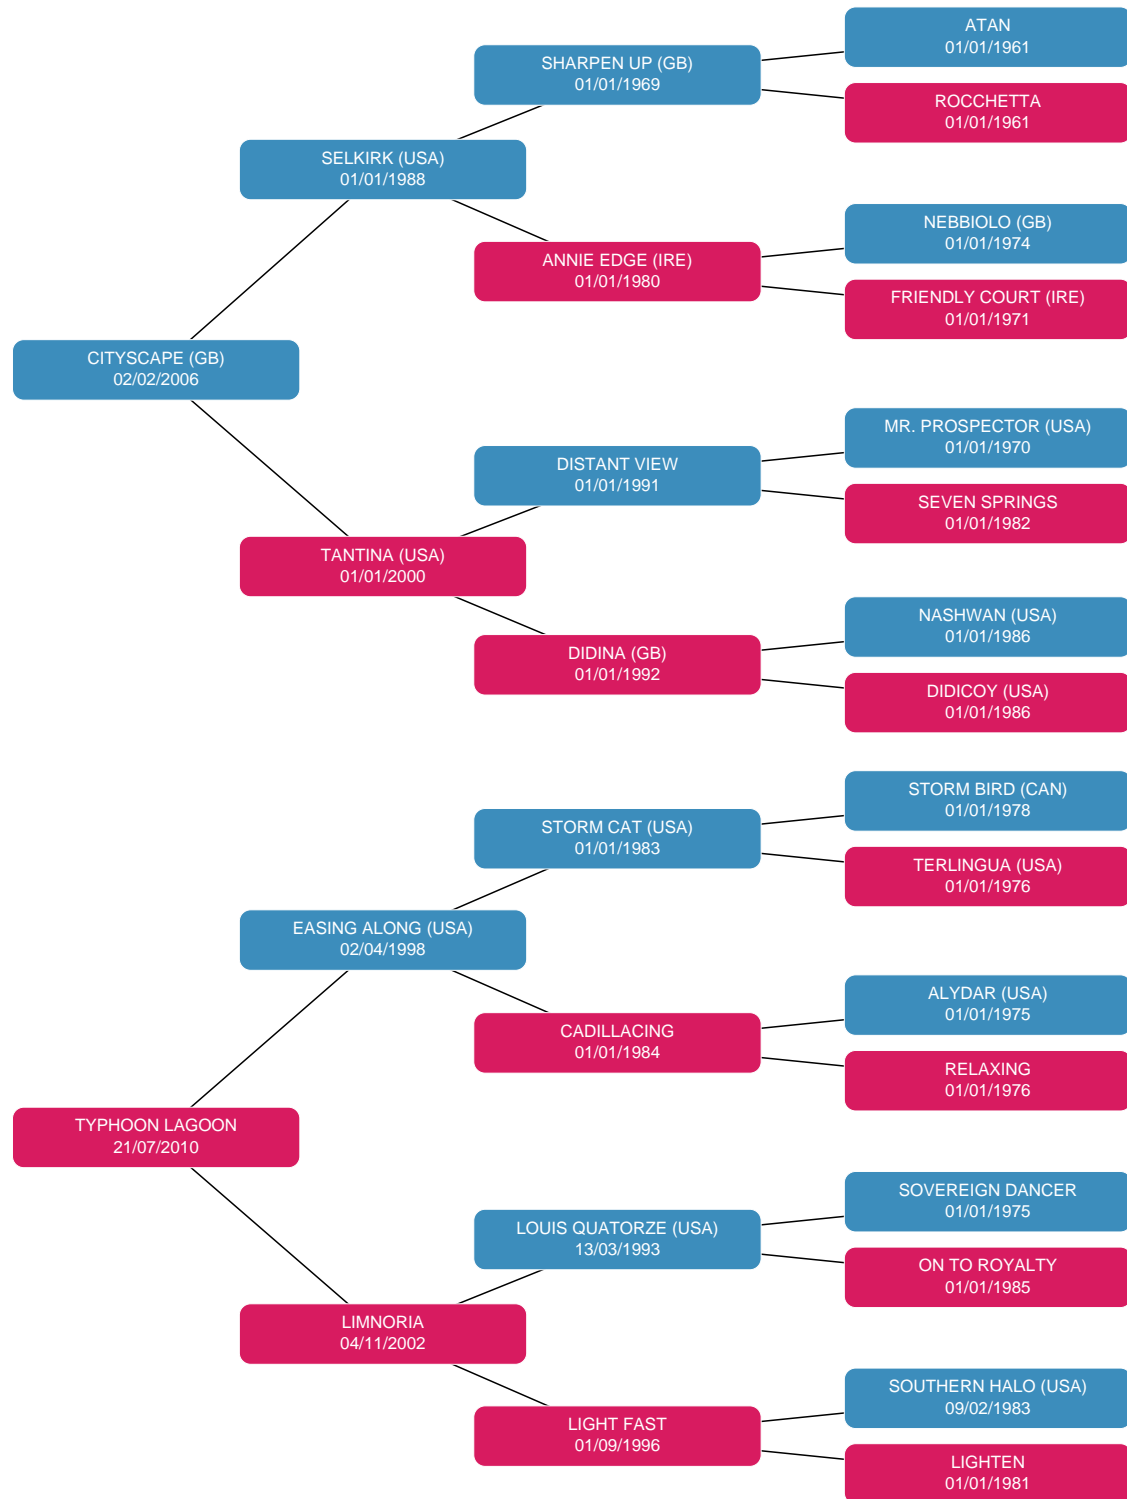 ATAN
01/01/1961
SHARPEN UP (GB)
01/01/1969
ROCCHETTA
01/01/1961
SELKIRK (USA)
01/01/1988
NEBBIOLO (GB)
01/01/1974
ANNIE EDGE (IRE)
01/01/1980
FRIENDLY COURT (IRE)
01/01/1971
CITYSCAPE (GB)
02/02/2006
MR. PROSPECTOR (USA)
01/01/1970
DISTANT VIEW
01/01/1991
SEVEN SPRINGS
01/01/1982
TANTINA (USA)
01/01/2000
NASHWAN (USA)
01/01/1986
DIDINA (GB)
01/01/1992
DIDICOY (USA)
01/01/1986
STORM BIRD (CAN)
01/01/1978
STORM CAT (USA)
01/01/1983
TERLINGUA (USA)
01/01/1976
EASING ALONG (USA)
02/04/1998
ALYDAR (USA)
01/01/1975
CADILLACING
01/01/1984
RELAXING
01/01/1976
TYPHOON LAGOON
21/07/2010
SOVEREIGN DANCER
01/01/1975
LOUIS QUATORZE (USA)
13/03/1993
ON TO ROYALTY
01/01/1985
LIMNORIA
04/11/2002
SOUTHERN HALO (USA)
09/02/1983
LIGHT FAST
01/09/1996
LIGHTEN
01/01/1981